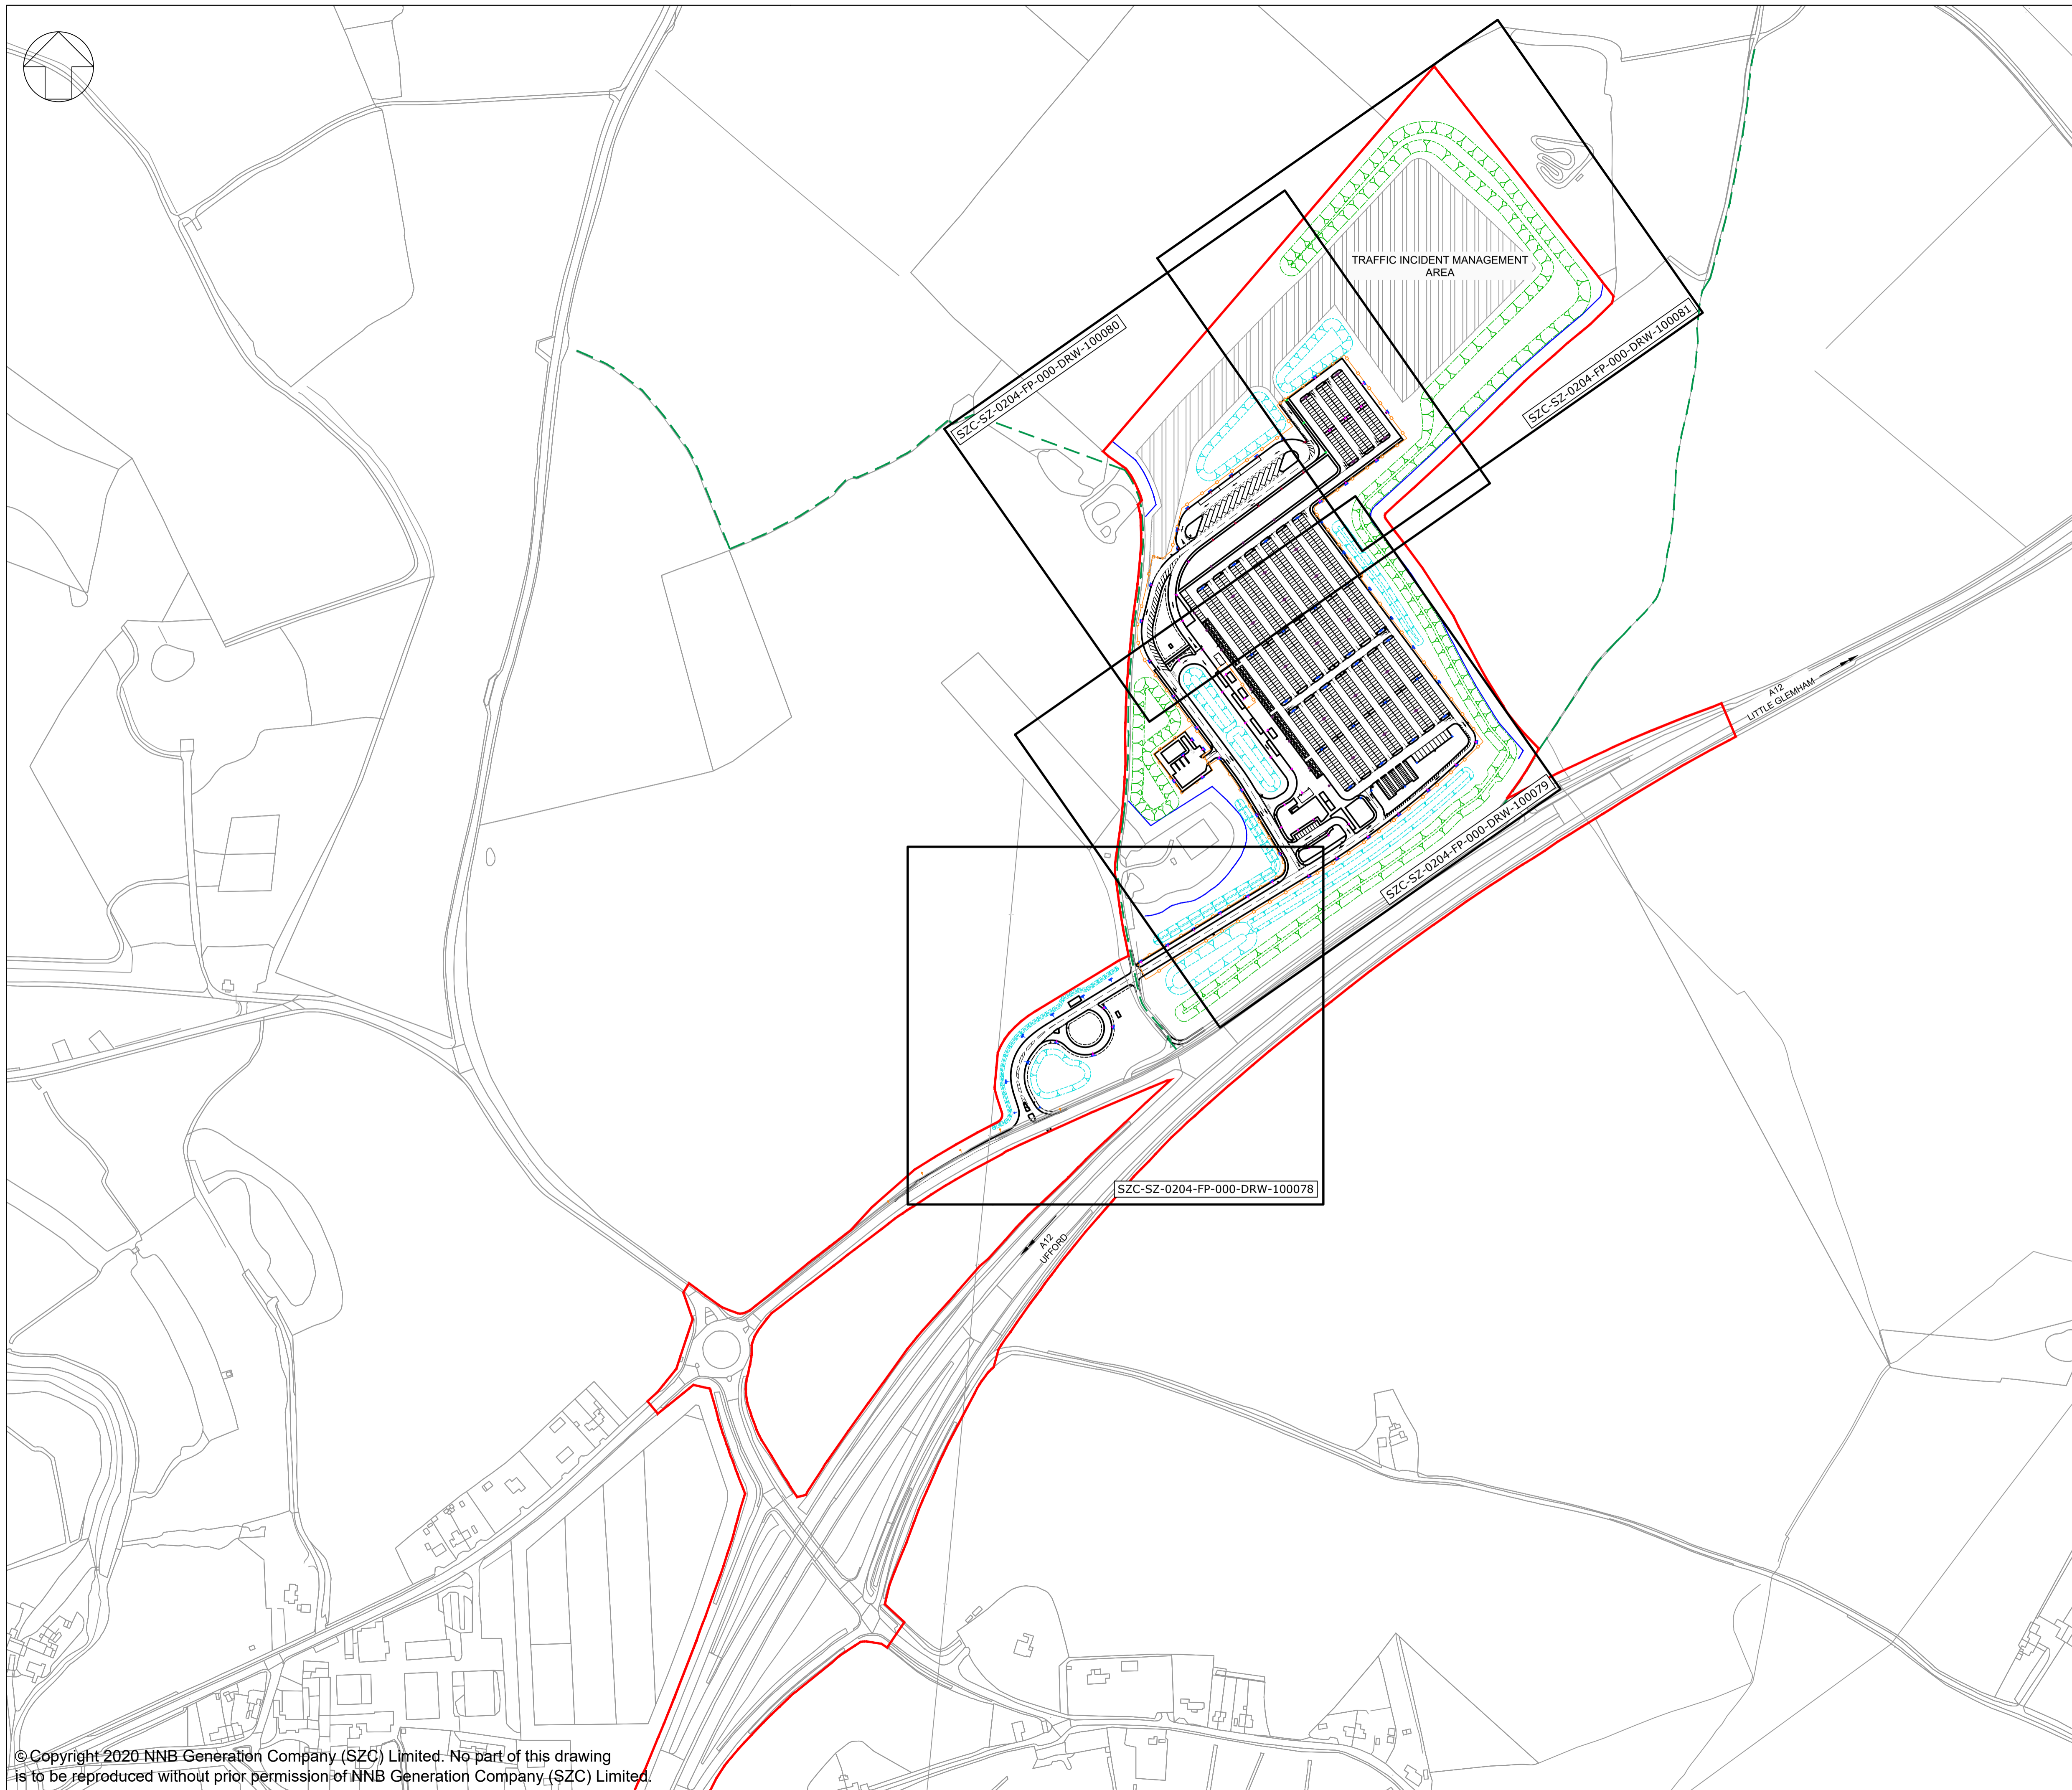 TRAFFIC INCIDENT MANAGEMENT
AREA
SZC-SZ-0204-FP-000-DRW-100080
SZC-SZ-0204-FP-000-DRW-100081
A12
LITTLE GLEMHAM
SZC-SZ-0204-FP-000-DRW-100079
SZC-SZ-0204-FP-000-DRW-100078
A12
UFFORD
© Copyright 2020 NNB Generation Company (SZC) Limited. No part of this drawing
is to be reproduced without prior permission of NNB Generation Company (SZC) Limited.